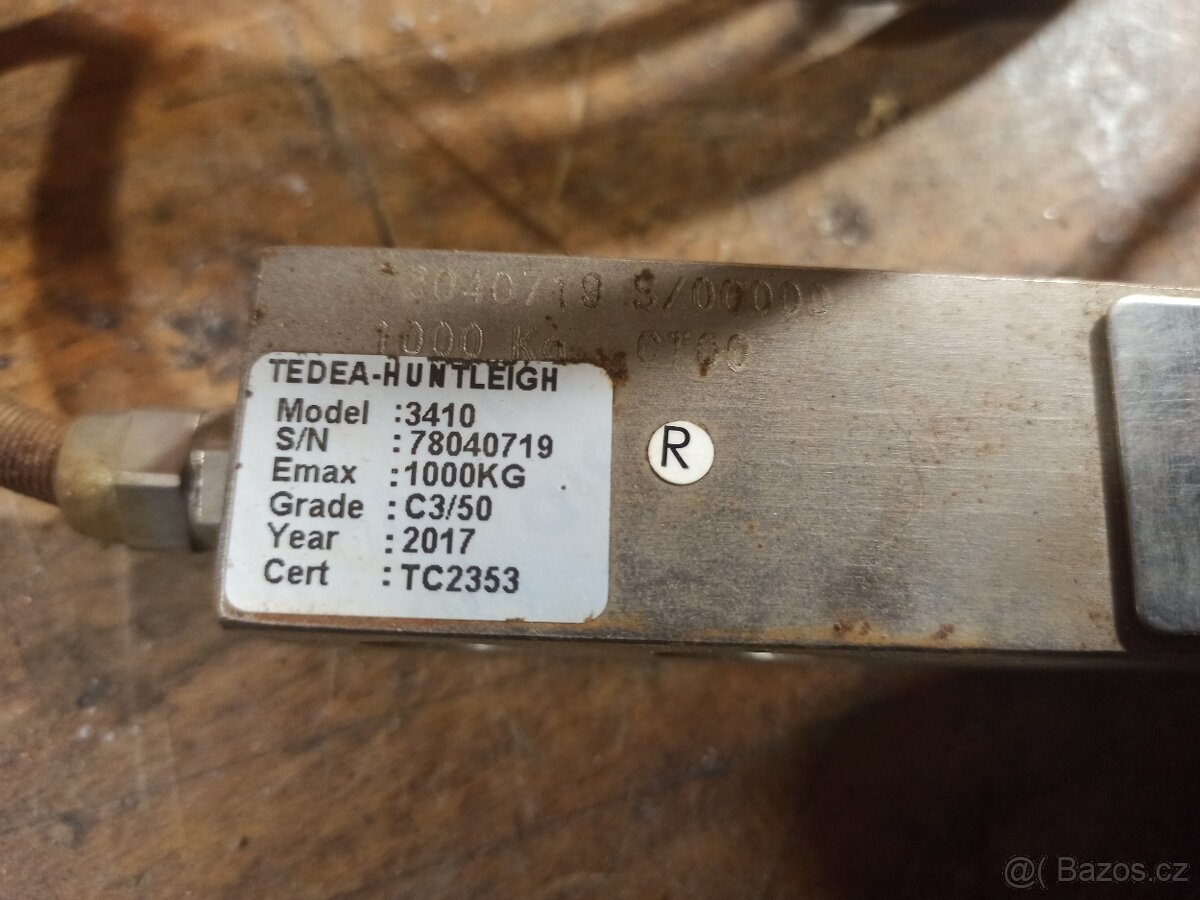 78040719 S/00000
1000 Kg CT00
TEDEA-HUNTLEIGH
Model :3410
S/N :78040719
Emax :1000KG
Grade :C3/50
Year :2017
Cert :TC2353
R
@( Bazos.cz